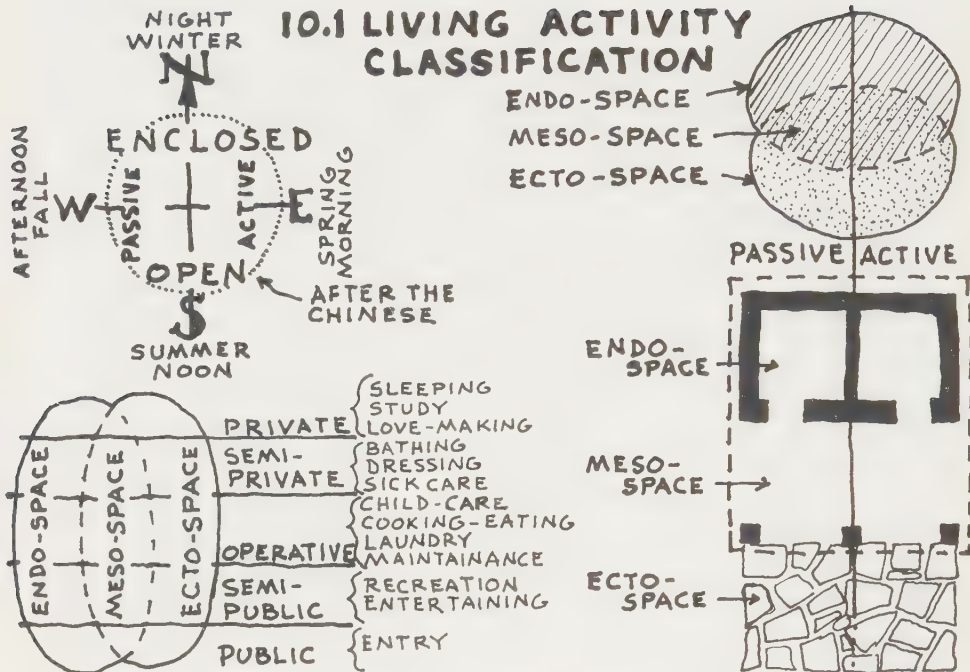 10.1 LIVING ACTIVITY
CLASSIFICATION
NIGHT
WINTER
N
ENCLOSED
AFTERNOON
FALL
W
PASSIVE
ACTIVE
E
SPRING
MORNING
OPEN
AFTER THE
CHINESE
S
SUMMER
NOON
ENDO-SPACE
MESO-SPACE
ECTO-SPACE
PASSIVE ACTIVE
ENDO-
SPACE
MESO-
SPACE
ECTO-
SPACE
ENDO-SPACE
MESO-SPACE
ECTO-SPACE
PRIVATE
SLEEPING
STUDY
LOVE-MAKING
SEMI-
PRIVATE
BATHING
DRESSING
SICK CARE
OPERATIVE
CHILD-CARE
COOKING-EATING
LAUNDRY
MAINTAINANCE
SEMI-
PUBLIC
RECREATION
ENTERTAINING
PUBLIC
ENTRY